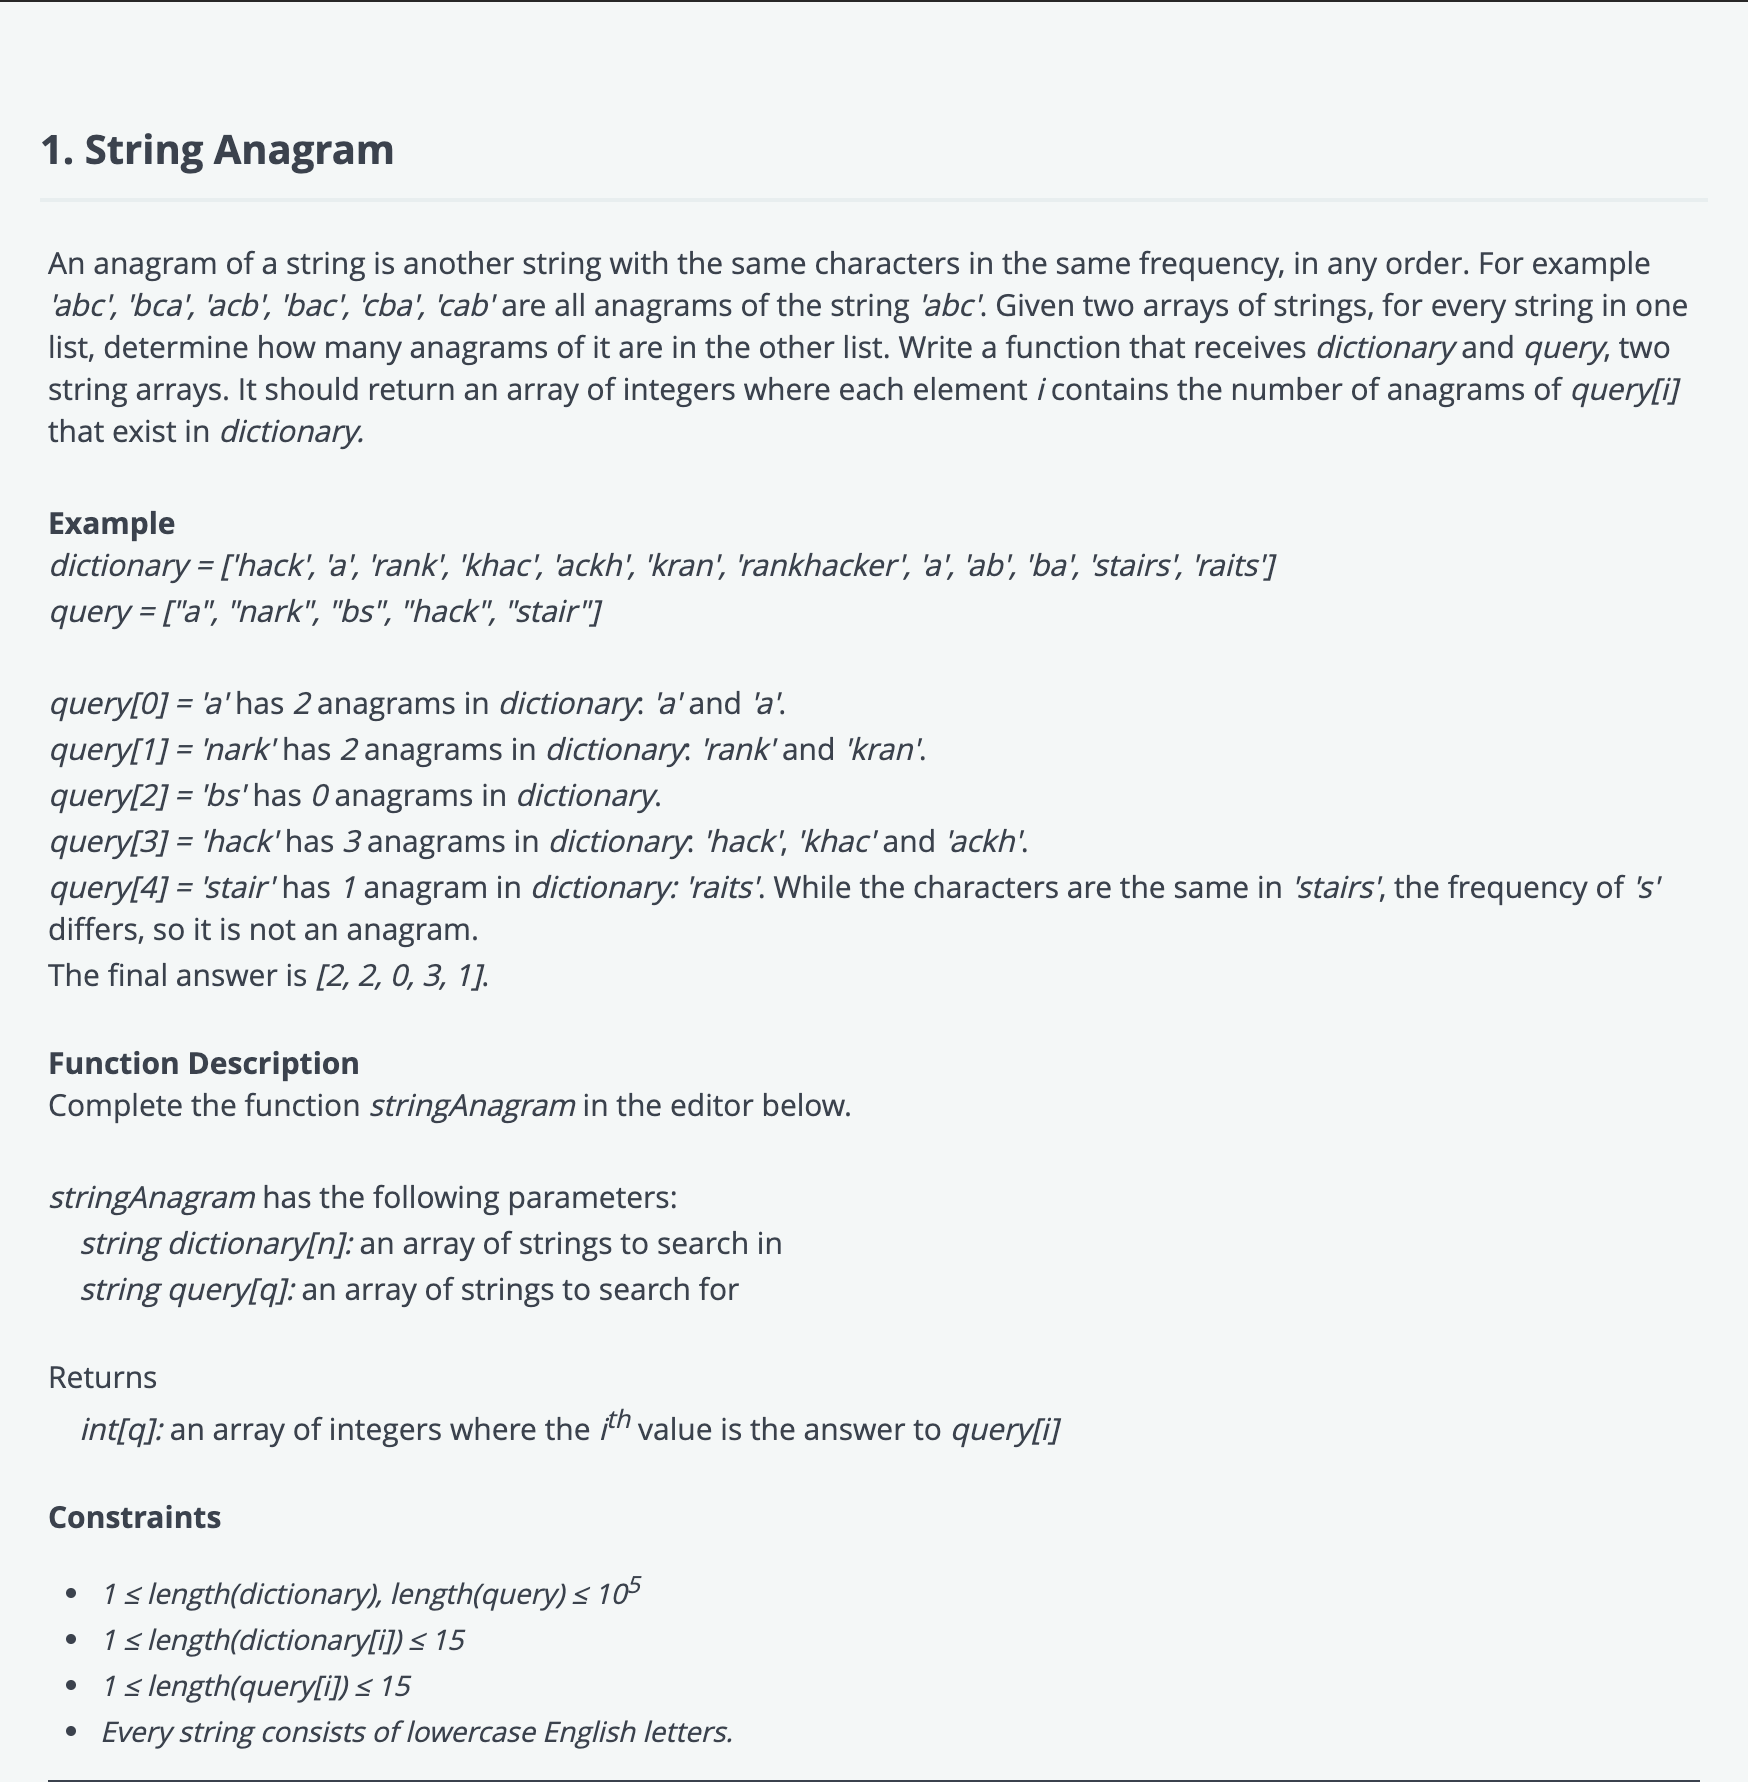 1. String Anagram
An anagram of a string is another string with the same characters in the same frequency, in any order. For example
'abc', 'bca', 'acb', 'bac', 'cba', 'cab' are all anagrams of the string 'abc'. Given two arrays of strings, for every string in one
list, determine how many anagrams of it are in the other list. Write a function that receives dictionary and query, two
string arrays. It should return an array of integers where each element i contains the number of anagrams of query[i]
that exist in dictionary.
Example
dictionary = ['hack', 'a', 'rank', 'khac', 'ackh', 'kran', 'rankhacker', 'a', 'ab', 'ba', 'stairs', 'raits']
query = ["a", "nark", "bs", "hack", "stair"]
query[0] = 'a' has 2 anagrams in dictionary: 'a' and 'a'.
query[1] = 'nark' has 2 anagrams in dictionary: 'rank' and 'kran'.
query[2] = 'bs' has 0 anagrams in dictionary.
query[3] = 'hack' has 3 anagrams in dictionary: 'hack', 'khac' and 'ackh'.
query[4] = 'stair' has 1 anagram in dictionary: 'raits'. While the characters are the same in 'stairs', the frequency of 's'
differs, so it is not an anagram.
The final answer is [2, 2, 0, 3, 1].
Function Description
Complete the function stringAnagram in the editor below.
stringAnagram has the following parameters:
string dictionary[n]: an array of strings to search in
string query[q]: an array of strings to search for
Returns
int[q]: an array of integers where the iᵗʰ value is the answer to query[i]
Constraints
• 1 ≤ length(dictionary), length(query) ≤ 10⁵
• 1 ≤ length(dictionary[i]) ≤ 15
• 1 ≤ length(query[i]) ≤ 15
• Every string consists of lowercase English letters.